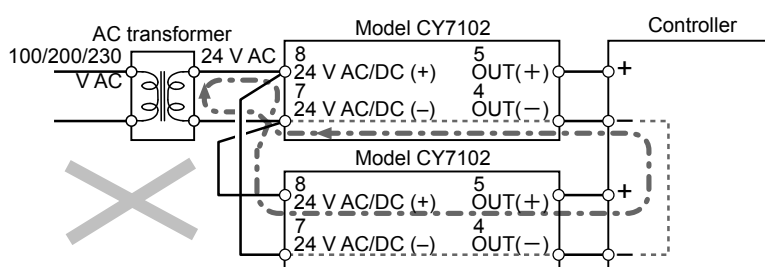 AC transformer
100/200/230
V AC
24 V AC
Model CY7102
8
24 V AC/DC (+)
7
24 V AC/DC (–)
5
OUT(+)
4
OUT(−)
Controller
+
−
Model CY7102
8
24 V AC/DC (+)
7
24 V AC/DC (–)
5
OUT(+)
4
OUT(−)
+
−